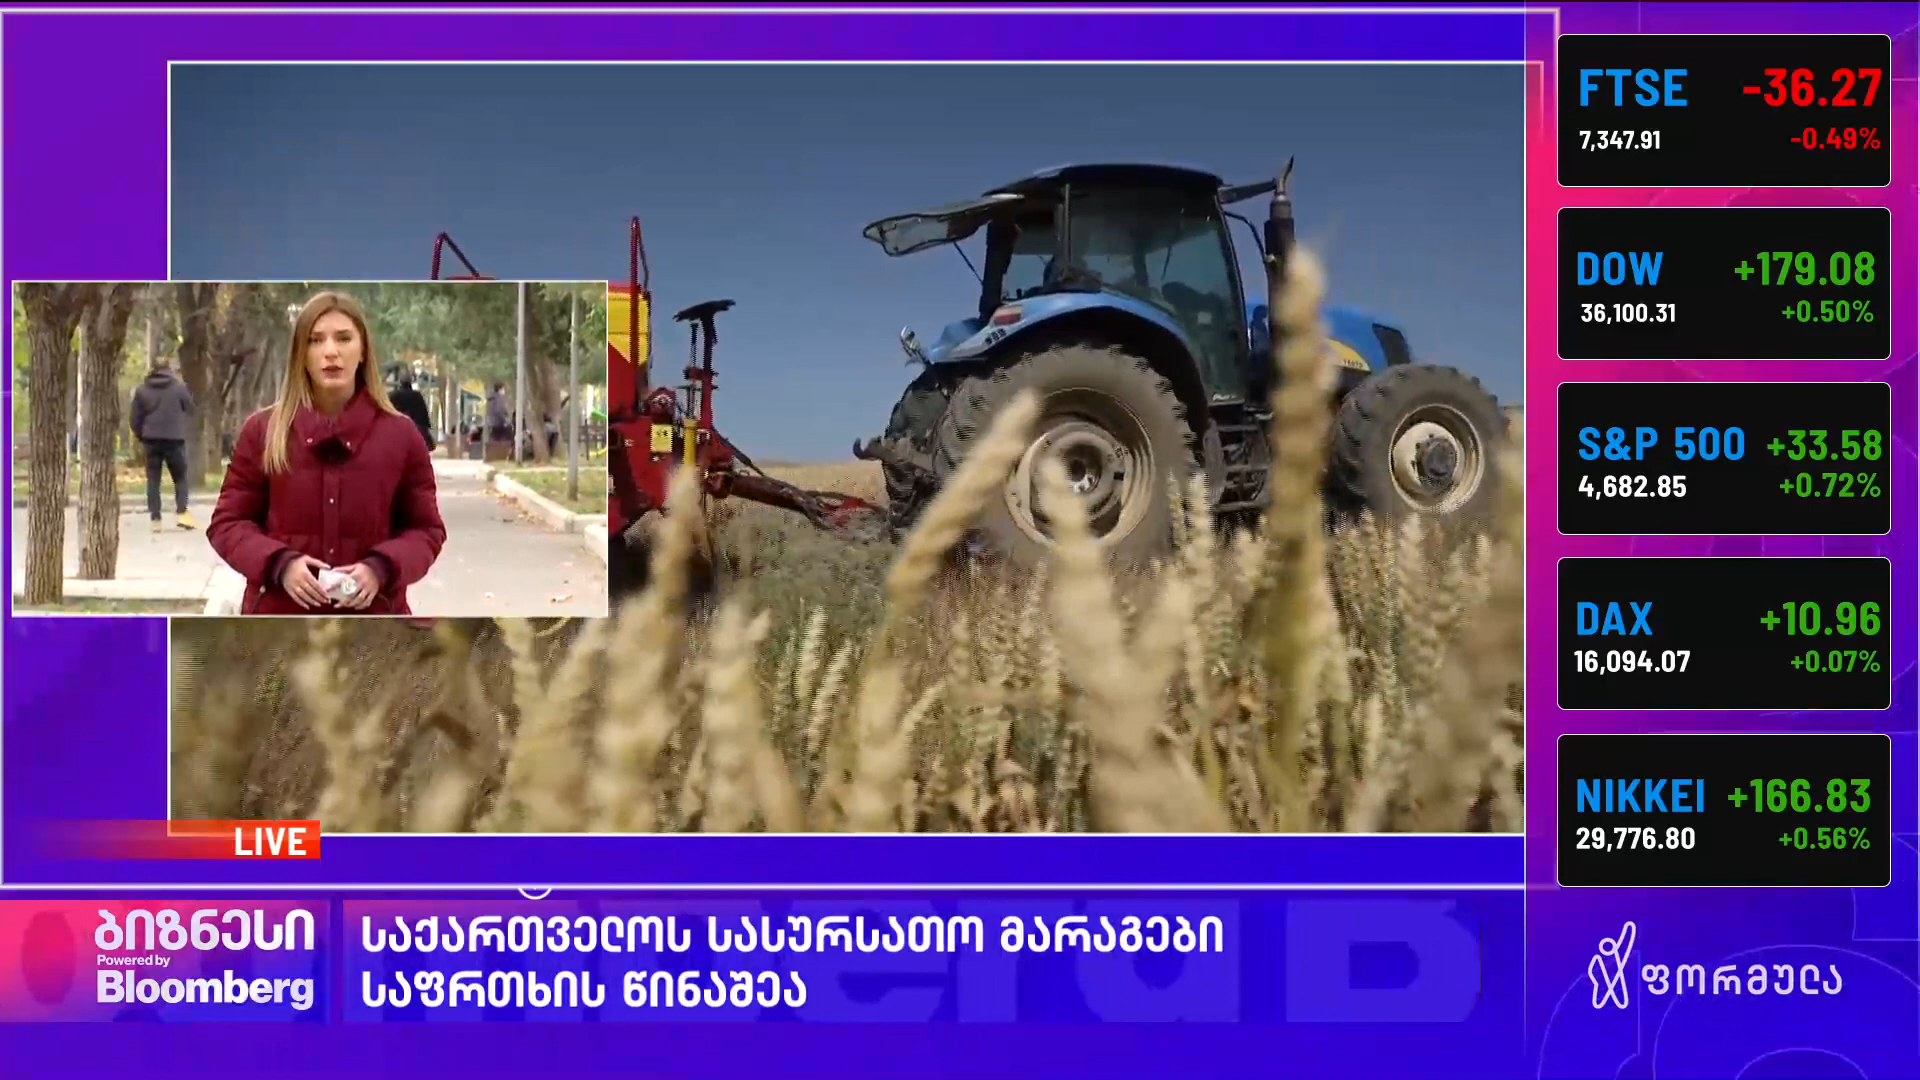 FTSE -36.27
7,347.91 -0.49%
DOW +179.08
36,100.31 +0.50%
S&P 500 +33.58
4,682.85 +0.72%
DAX +10.96
16,094.07 +0.07%
NIKKEI +166.83
29,776.80 +0.56%
LIVE
ბიზნესი
Powered by
Bloomberg
საქართველოს სასურსათო მარაგები
საფრთხის წინაშეა
ფორმულა